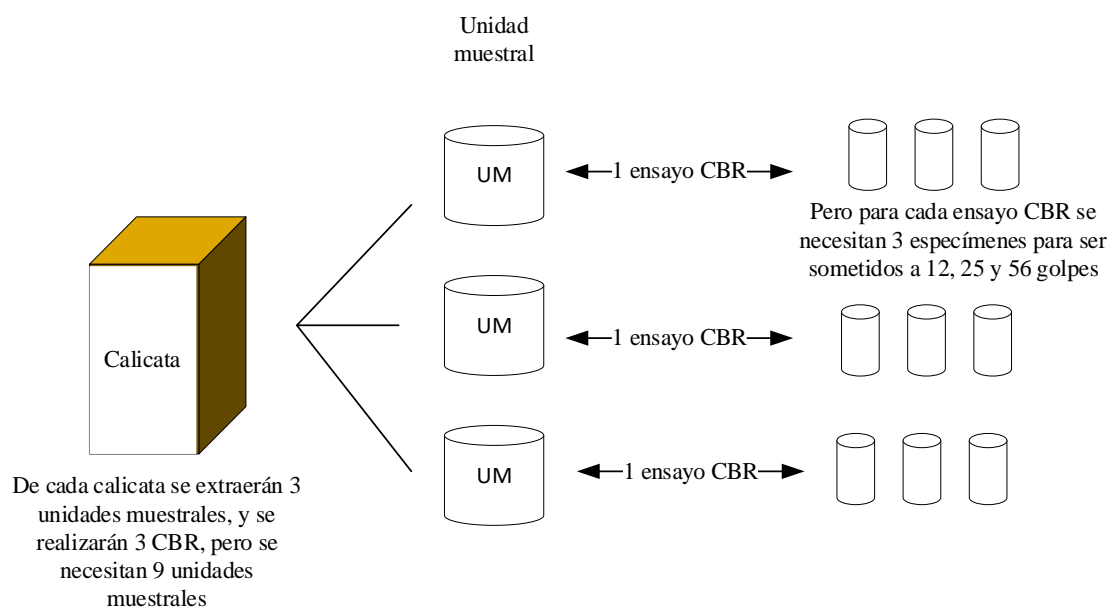 Unidad
muestral
UM
1 ensayo CBR
Pero para cada ensayo CBR se
necesitan 3 especímenes para ser
sometidos a 12, 25 y 56 golpes
Calicata
UM
1 ensayo CBR
UM
1 ensayo CBR
De cada calicata se extraerán 3
unidades muestrales, y se
realizarán 3 CBR, pero se
necesitan 9 unidades
muestrales